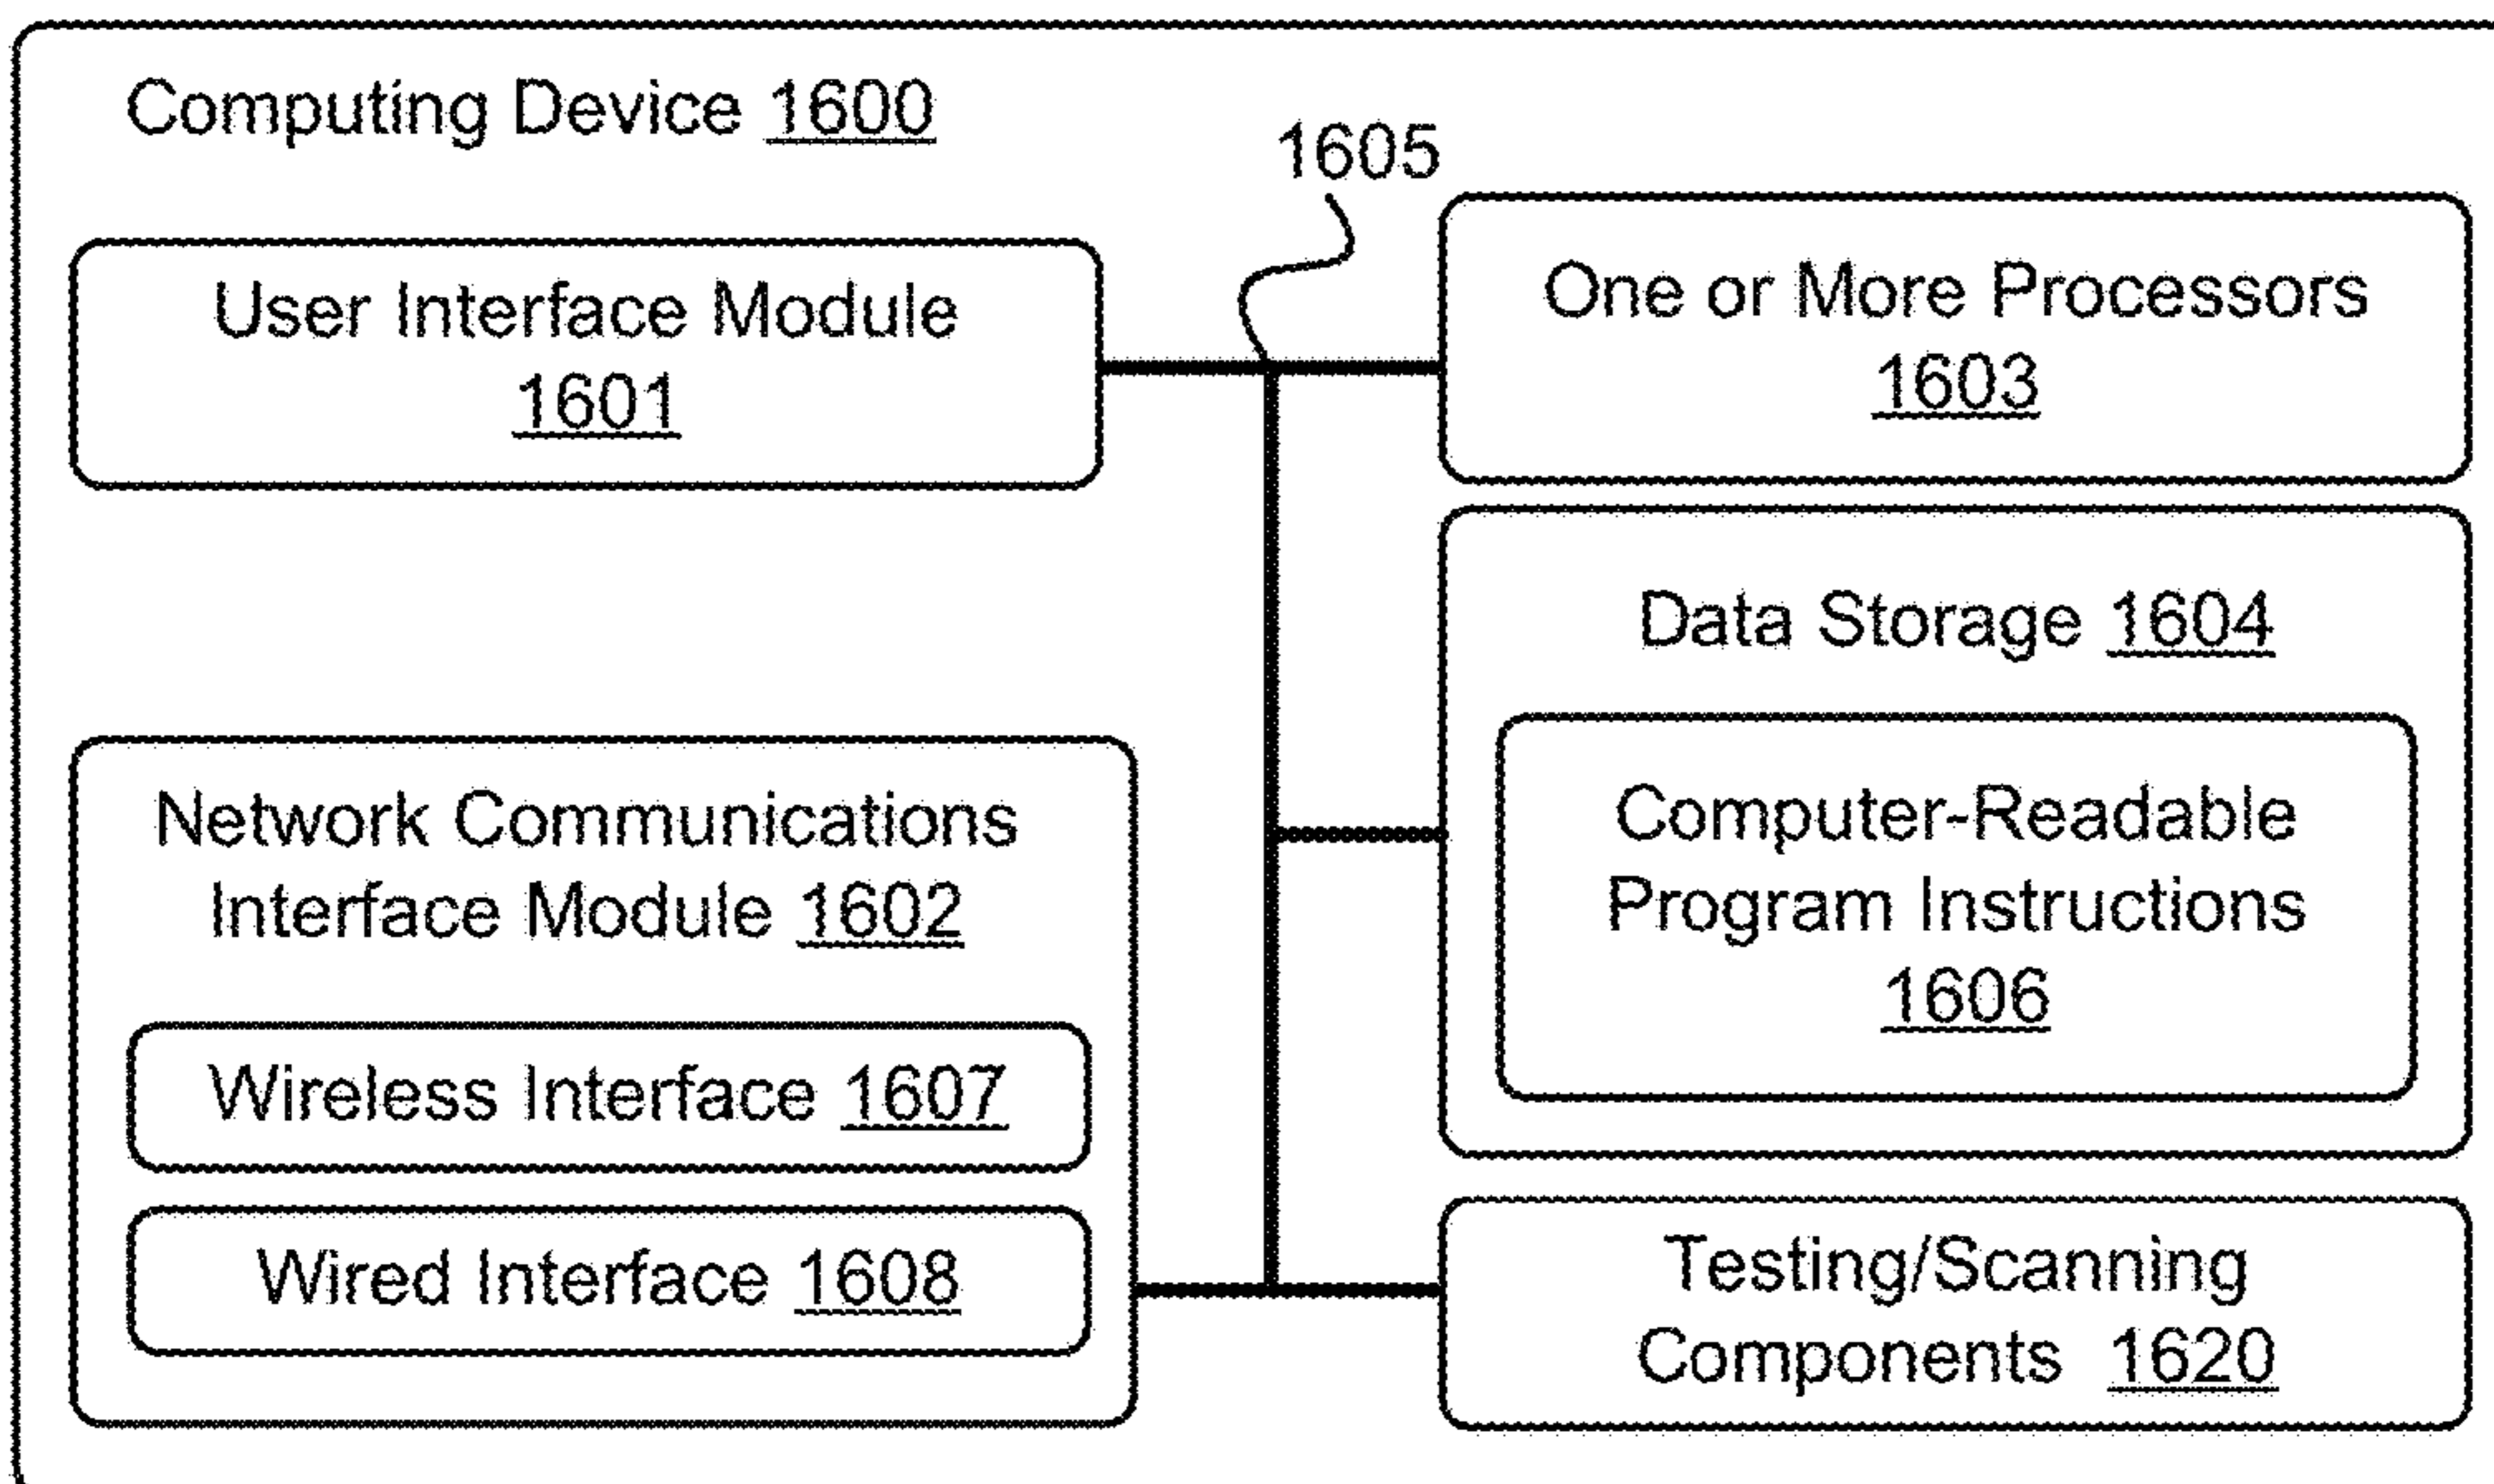 Computing Device 1600
1605
User Interface Module
1601
One or More Processors
1603
Data Storage 1604
Computer-Readable
Program Instructions
1606
Network Communications
Interface Module 1602
Wireless Interface 1607
Wired Interface 1608
Testing/Scanning
Components 1620